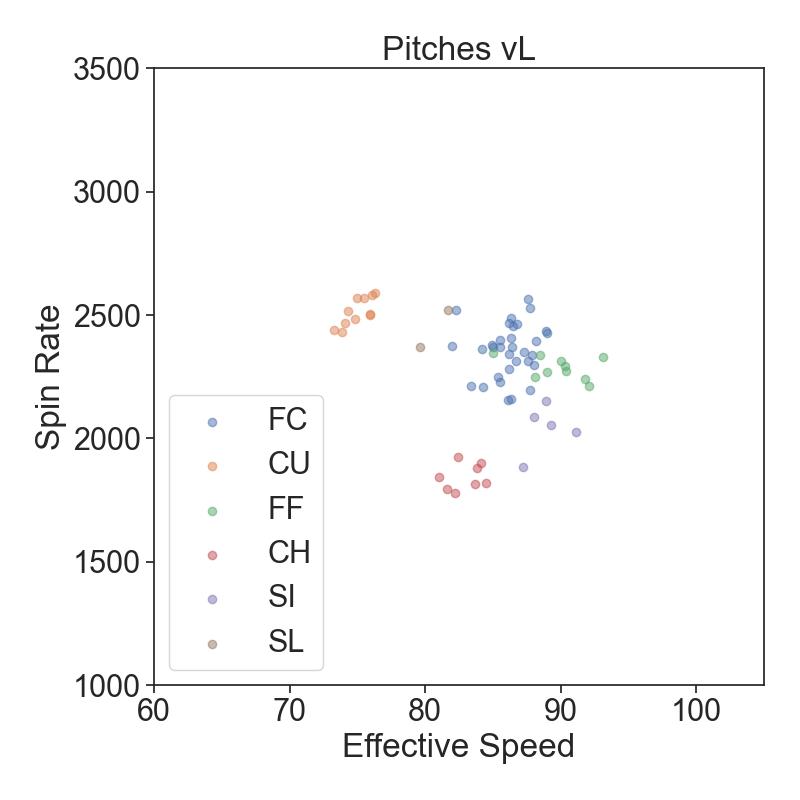 Pitches vL
3500
3000
2500
2000
1500
1000
Spin Rate
FC
CU
FF
CH
SI
SL
60 70 80 90 100
Effective Speed